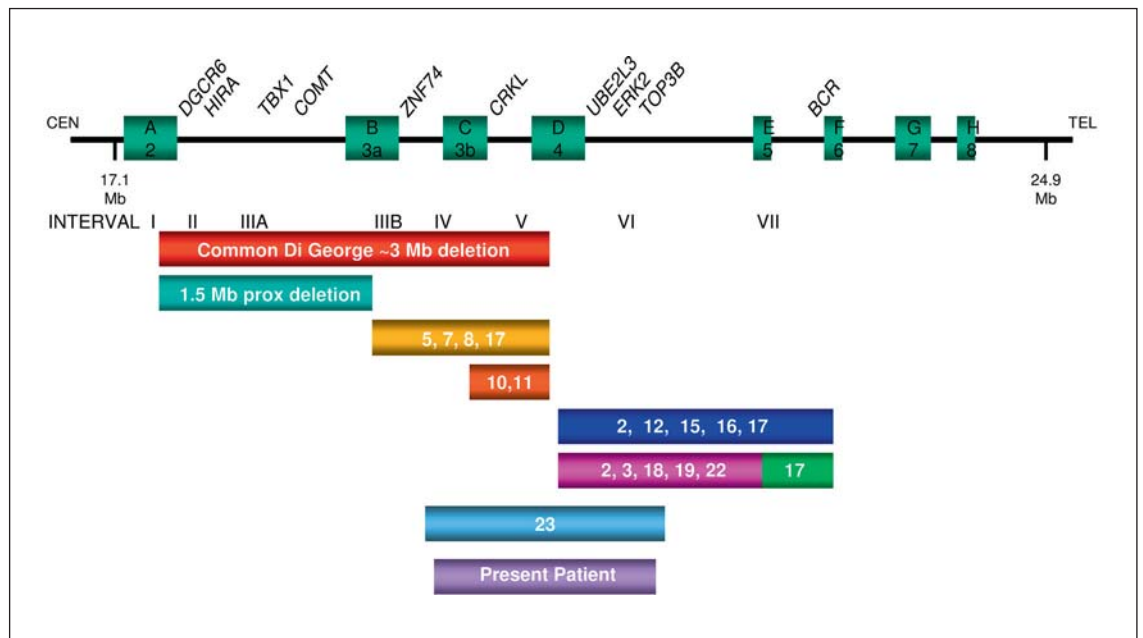 DGCR6 HIRA TBX1 COMT ZNF74 CRKL UBE2L3 ERK2 TOP3B BCR
CEN A B C D E F G H TEL
2 3a 3b 4 5 6 7 8
17.1 24.9
Mb Mb
INTERVAL I II IIIA IIIB IV V VI VII
Common Di George ~3 Mb deletion
1.5 Mb prox deletion
5, 7, 8, 17
10,11
2, 12, 15, 16, 17
2, 3, 18, 19, 22 17
23
Present Patient